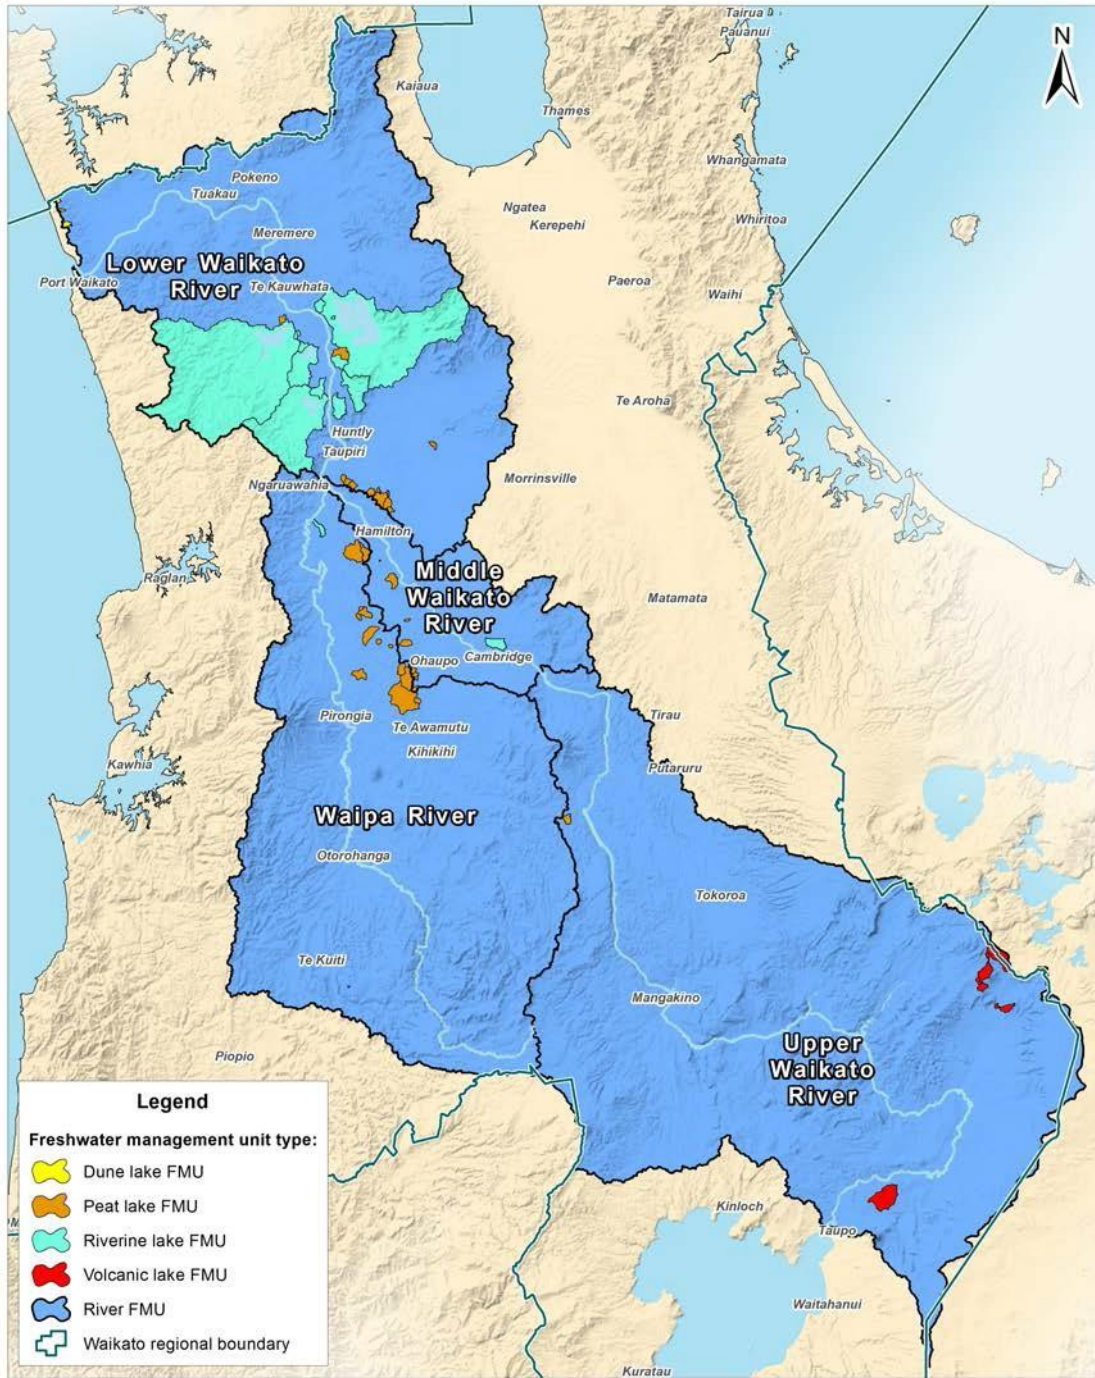 Tairua
Pauanui
N
Kaiaua
Thames
Whangamata
Pokeno
Tuakau
Ngatea
Kerepehi
Whiritoa
Meremere
Lower Waikato
River
Port Waikato
Te Kauwhata
Paeroa
Waihi
Te Aroha
Huntly
Taupiri
Ngaruawahia
Morrinsville
Hamilton
Raglan
Middle
Waikato
River
Matamata
Ohaupo
Cambridge
Pirongia
Te Awamutu
Tirau
Kihikihi
Kawhia
Putaruru
Waipa River
Otorohanga
Tokoroa
Te Kuiti
Mangakino
Piopio
Upper
Waikato
River
Kinloch
Taupo
Waitahanui
Kuratau
Legend
Freshwater management unit type:
Dune lake FMU
Peat lake FMU
Riverine lake FMU
Volcanic lake FMU
River FMU
Waikato regional boundary